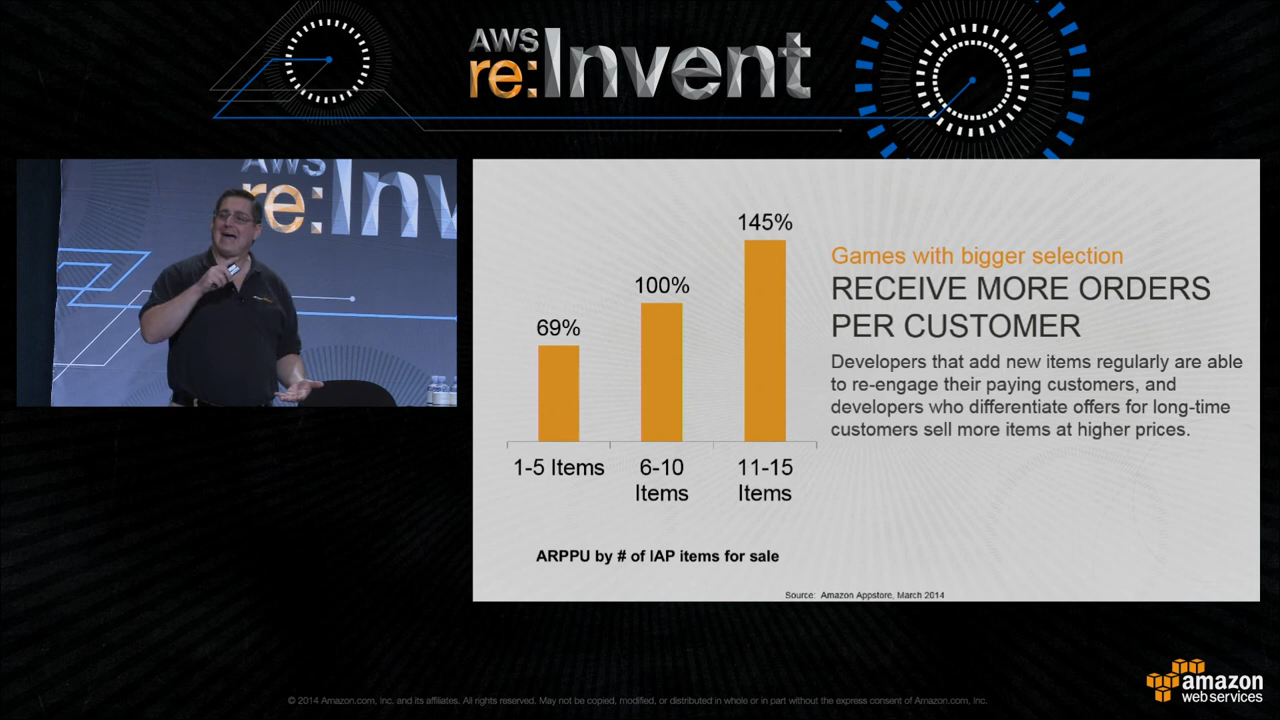 AWS
re:Invent
AWS
re:Inv
145%
100%
69%
1-5 Items
6-10
Items
11-15
Items
ARPPU by # of IAP items for sale
Games with bigger selection
RECEIVE MORE ORDERS
PER CUSTOMER
Developers that add new items regularly are able
to re-engage their paying customers, and
developers who differentiate offers for long-time
customers sell more items at higher prices.
Source: Amazon Appstore, March 2014
amazon
web services
© 2014 Amazon.com, Inc, and its affiliates. All rights reserved. May not be copied, modified, or distributed in whole or in part without the express consent of Amazon.com, Inc.